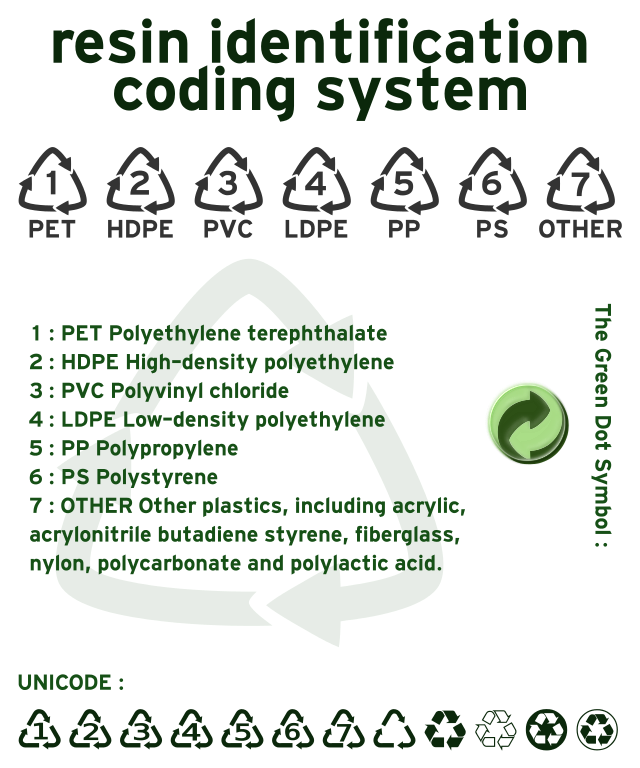 resin identification
coding system
1 2 3 4 5 6 7
PET HDPE PVC LDPE PP PS OTHER
1 : PET Polyethylene terephthalate
2 : HDPE High-density polyethylene
3 : PVC Polyvinyl chloride
4 : LDPE Low-density polyethylene
5 : PP Polypropylene
6 : PS Polystyrene
7 : OTHER Other plastics, including acrylic,
acrylonitrile butadiene styrene, fiberglass,
nylon, polycarbonate and polylactic acid.
The Green Dot Symbol :
UNICODE :
1 2 3 4 5 6 7